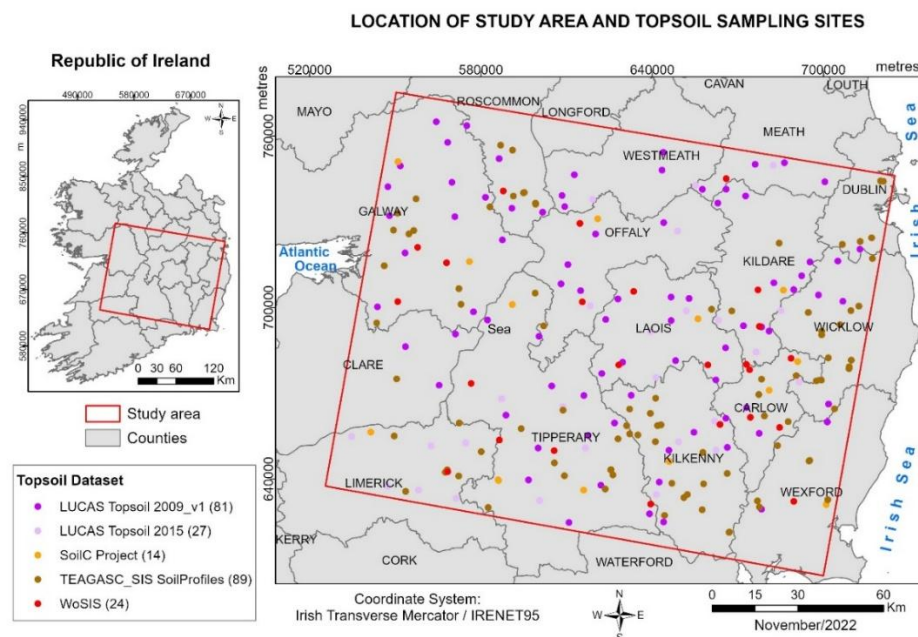 LOCATION OF STUDY AREA AND TOPSOIL SAMPLING SITES
Republic of Ireland
metres
490000 580000 670000
m
940000
850000
760000
670000
580000
N
W E
S
0 60 120
Km
Study area
Counties
Topsoil Dataset
LUCAS Topsoil 2009_v1 (81)
LUCAS Topsoil 2015 (27)
SoilC Project (14)
TEAGASC_SIS SoilProfiles (89)
WoSIS (24)
520000 580000 640000 700000 metres
metres
760000
700000
640000
MAYO
ROSCOMMON
LONGFORD
CAVAN
LOUTH
MEATH
WESTMEATH
DUBLIN
GALWAY
OFFALY
KILDARE
Atlantic
Ocean
Irish Sea
Sea
LAOIS
WICKLOW
CLARE
CARLOW
TIPPERARY
KILKENNY
LIMERICK
WEXFORD
KERRY
CORK
WATERFORD
Irish Sea
Coordinate System:
Irish Transverse Mercator / IRENET95
N
W E
S
0 15 30 60
Km
November/2022